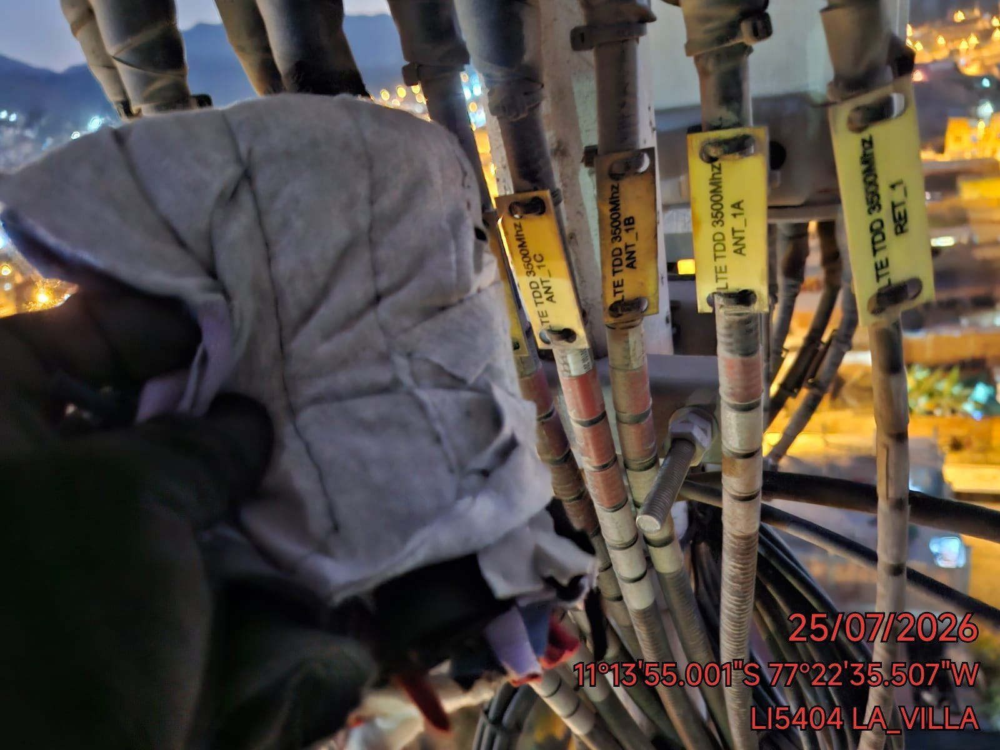 LTE TDD 3500Mhz
ANT_1C
LTE TDD 3500Mhz
ANT_1B
LTE TDD 3500Mhz
ANT_1A
LTE TDD 3500Mhz
RET_1
25/07/2026
11°13'55.001"S 77°22'35.507"W
LI5404 LA_VILLA